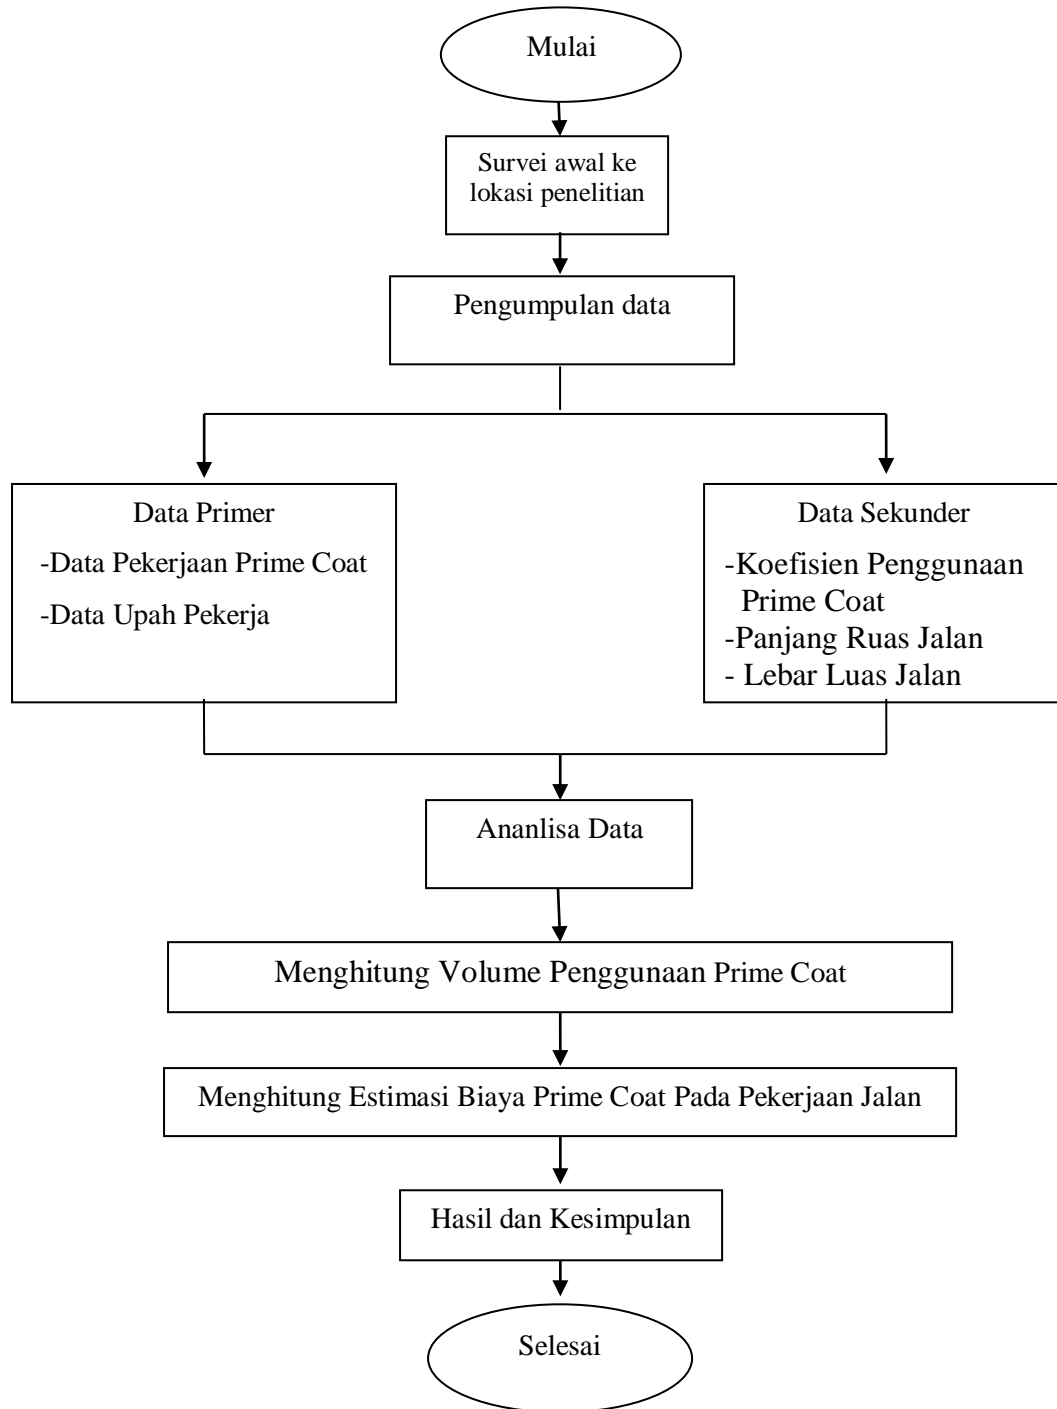 Mulai
Survei awal ke
lokasi penelitian
Pengumpulan data
Data Primer
-Data Pekerjaan Prime Coat
-Data Upah Pekerja
Data Sekunder
-Koefisien Penggunaan
Prime Coat
-Panjang Ruas Jalan
- Lebar Luas Jalan
Ananlisa Data
Menghitung Volume Penggunaan Prime Coat
Menghitung Estimasi Biaya Prime Coat Pada Pekerjaan Jalan
Hasil dan Kesimpulan
Selesai